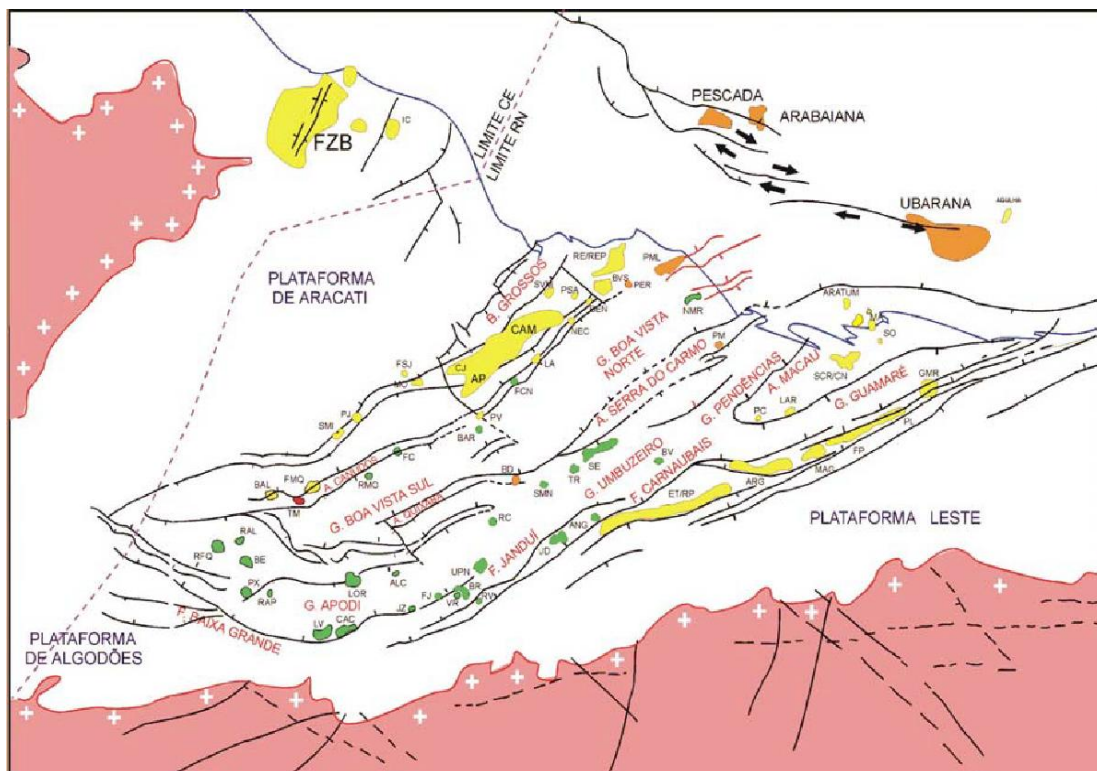 PESCADA
ARABAIANA
FZB
IC
LIMITE CE
LIMITE RN
UBARANA
AGULHA
PLATAFORMA
DE ARACATI
B. GROSSOS
RE/REP
PML
SVM
PSA
BVS
PER
NMR
ARATUM
CAM
NEC
G. BOA VISTA
NORTE
PM
SO
A. SERRA DO CARMO
G. PENDÊNCIAS
A. MACAU
SCR/CN
G. GUAMARÉ
GMR
FSJ
MO
CJ
AP
LA
FCN
PC
LAR
PL
PJ
SMI
PV
BAR
FC
FP
MAG
BAL
FMQ
A. CANUDOS
RMQ
TM
BD
SE
TR
SMN
BV
G. UMBUZEIRO
F. CARNAUBAIS
ARG
ET/RP
G. BOA VISTA SUL
A. QUIXABA
RC
ANG
JD
PLATAFORMA LESTE
RAL
RFQ
BE
UPN
F. JANDUÍ
PX
RAP
LOR
ALC
JZ
FJ
VR
BR
RV
G. APODI
LV
CAC
F. BAIXA GRANDE
PLATAFORMA
DE ALGODÕES